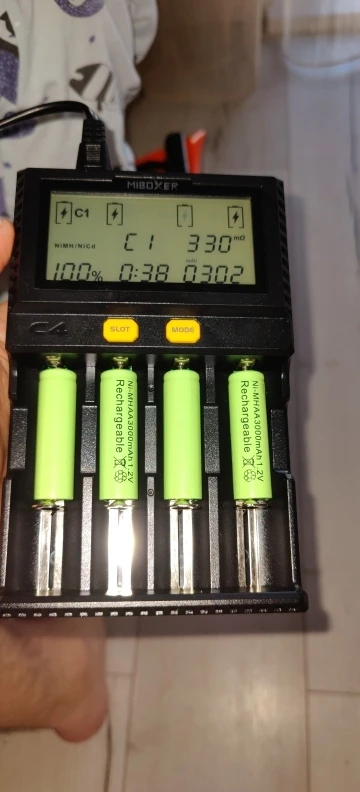 MIBOXER
C1
NiMH/NiCd C1 330mΩ
mAh
100% 0:38 0302
C4 SLOT MODE
Ni-MHAA3000mAh1.2V
Rechargeable
Ni-MHAA3000mAh1.2V
Rechargeable